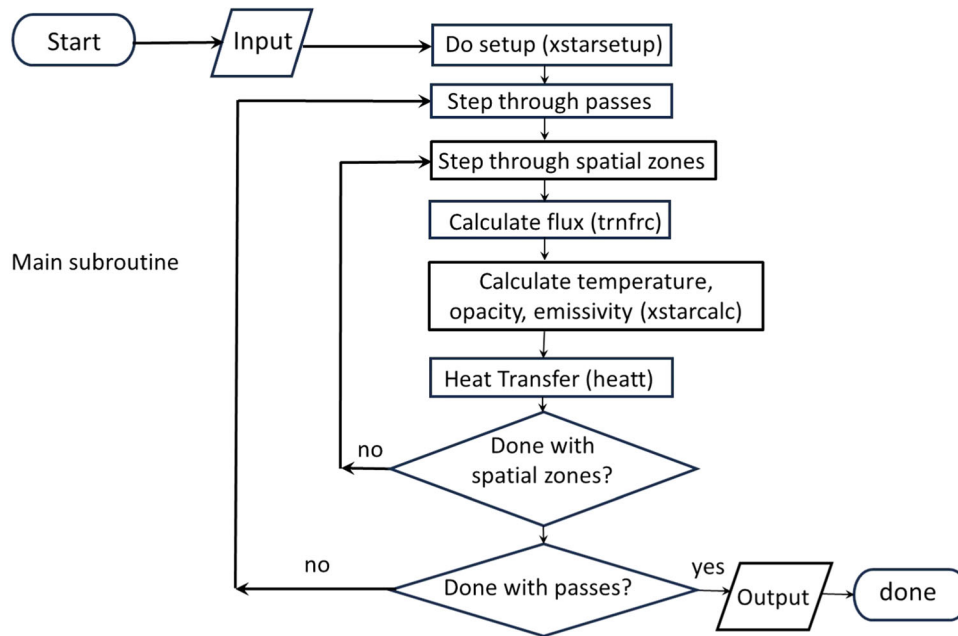 Start
Input
Do setup (xstarsetup)
Step through passes
Step through spatial zones
Calculate flux (trnfrc)
Main subroutine
Calculate temperature,
opacity, emissivity (xstarcalc)
Heat Transfer (heatt)
Done with
spatial zones?
no
Done with passes?
no
yes
Output
done